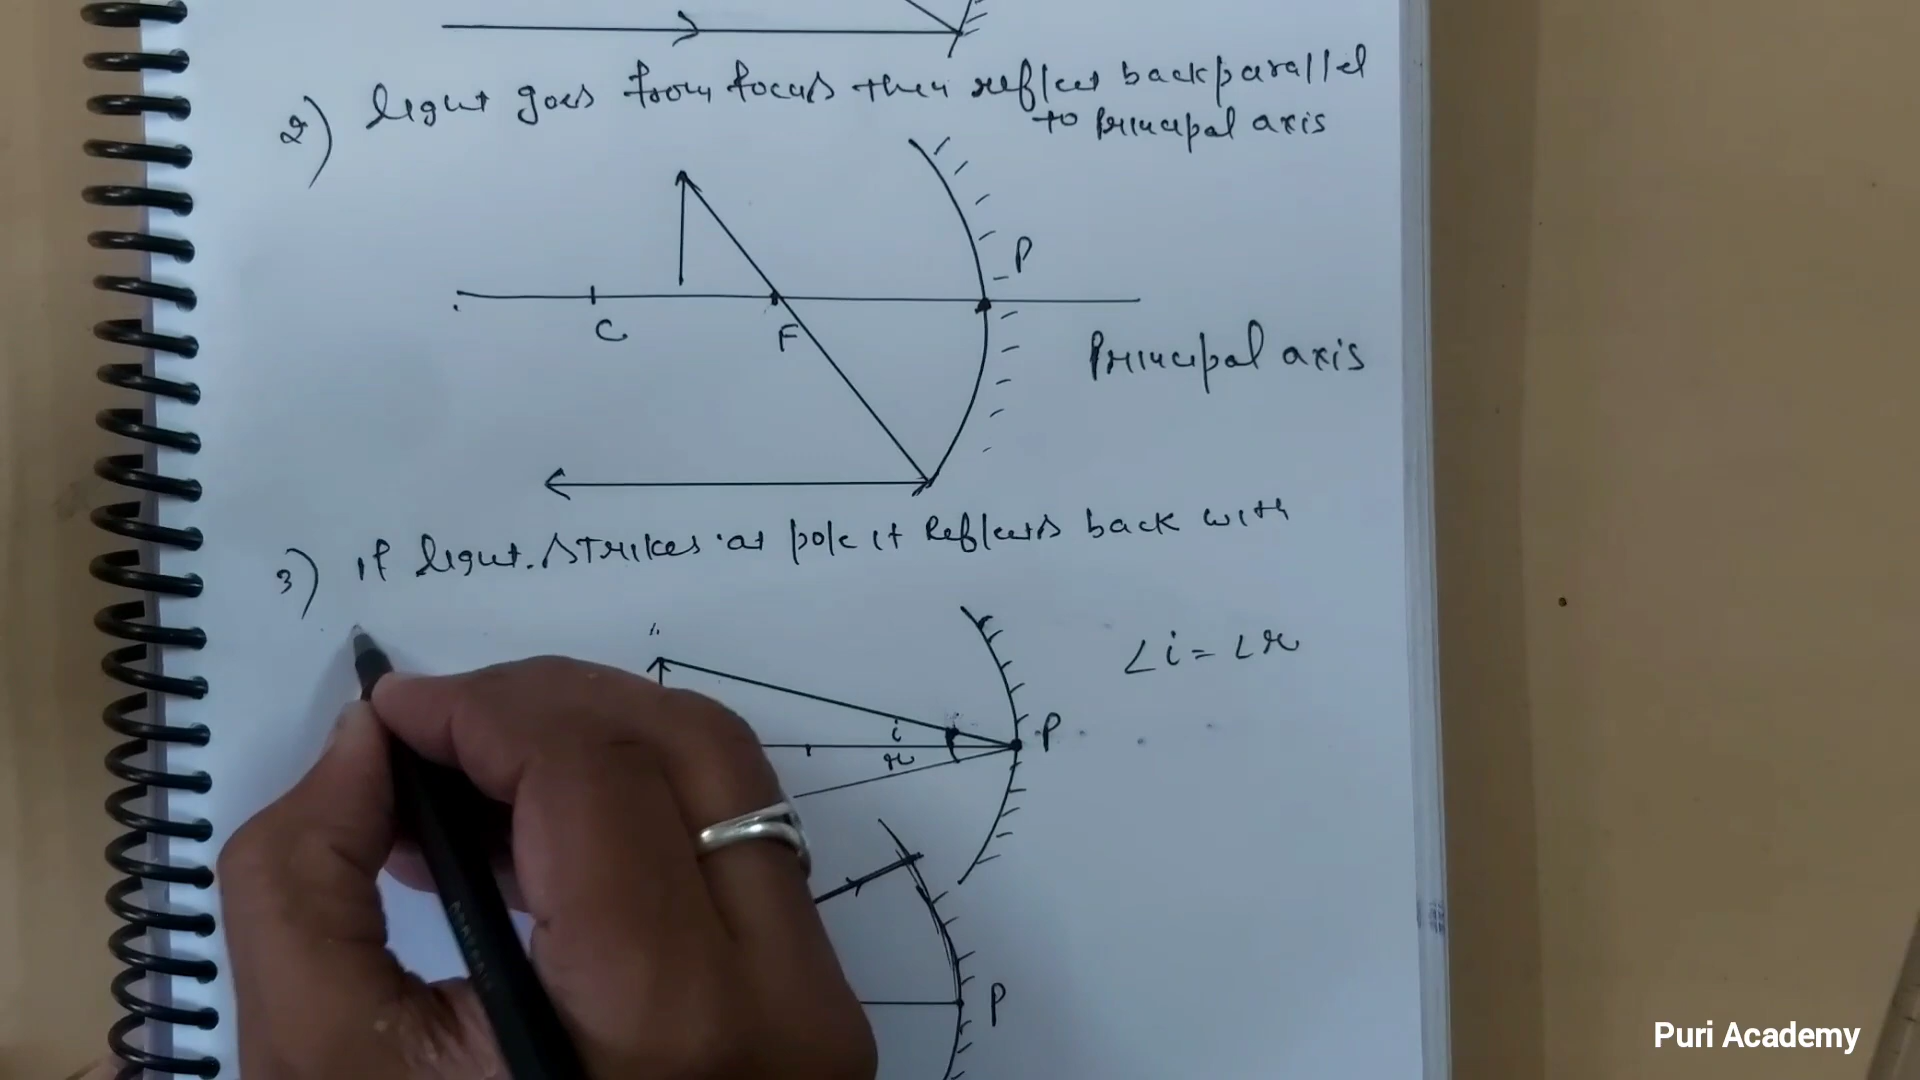 2) light goes from focus then reflect back parallel
to principal axis
P
C
F
Principal axis
3) if light strikes at pole it Reflects back with
∠i = ∠r
i
P
r
P
Puri Academy